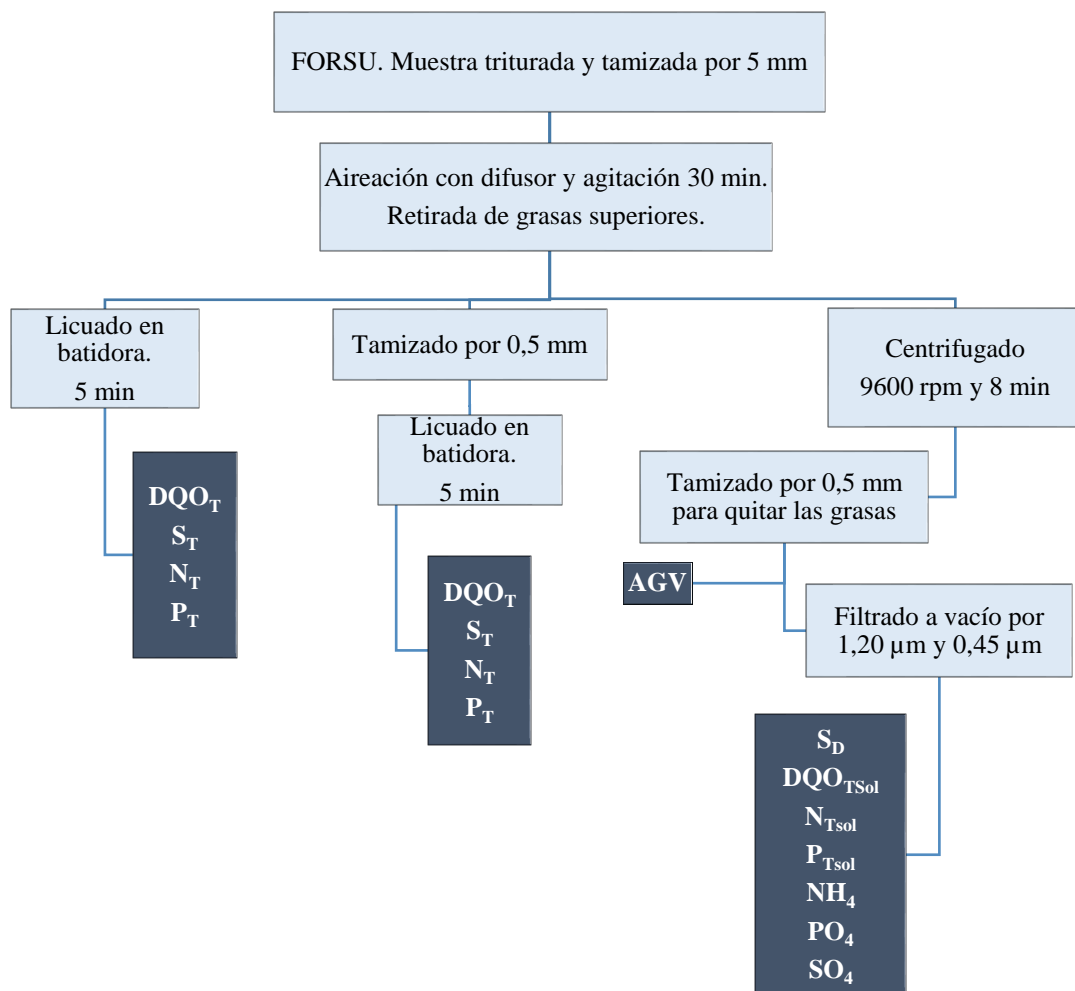 FORSU. Muestra triturada y tamizada por 5 mm
Aireación con difusor y agitación 30 min.
Retirada de grasas superiores.
Licuado en
batidora.
5 min
DQO_T
S_T
N_T
P_T
Tamizado por 0,5 mm
Licuado en
batidora.
5 min
DQO_T
S_T
N_T
P_T
Centrifugado
9600 rpm y 8 min
Tamizado por 0,5 mm
para quitar las grasas
AGV
Filtrado a vacío por
1,20 µm y 0,45 µm
S_D
DQO_TSol
N_Tsol
P_Tsol
NH_4
PO_4
SO_4